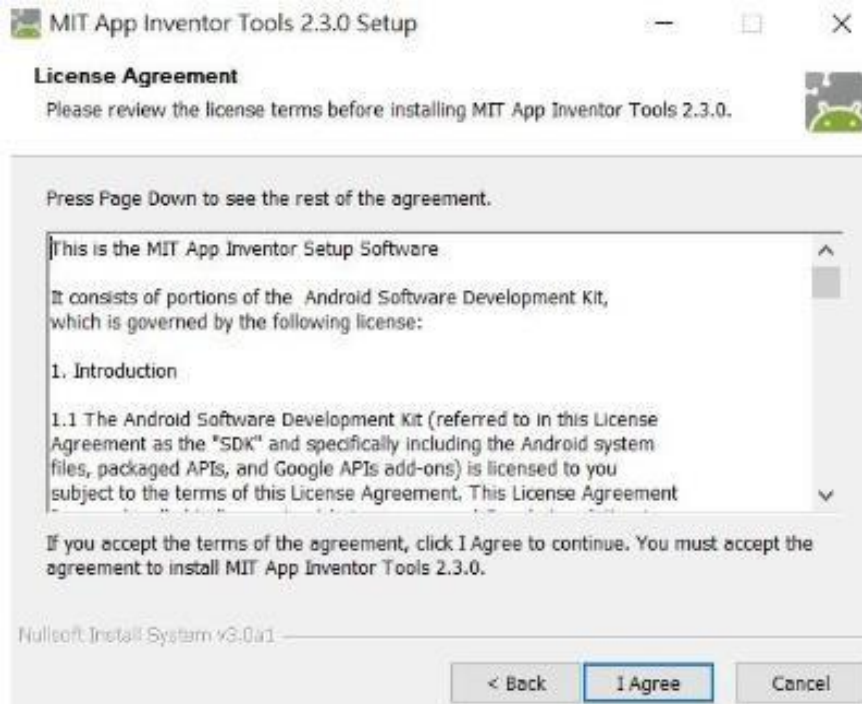 MIT App Inventor Tools 2.3.0 Setup
License Agreement
Please review the license terms before installing MIT App Inventor Tools 2.3.0.
Press Page Down to see the rest of the agreement.
This is the MIT App Inventor Setup Software
It consists of portions of the Android Software Development Kit,
which is governed by the following license:
1. Introduction
1.1 The Android Software Development Kit (referred to in this License
Agreement as the "SDK" and specifically including the Android system
files, packaged APIs, and Google APIs add-ons) is licensed to you
subject to the terms of this License Agreement. This License Agreement
If you accept the terms of the agreement, click I Agree to continue. You must accept the
agreement to install MIT App Inventor Tools 2.3.0.
Nullsoft Install System v3.0a1
< Back
I Agree
Cancel